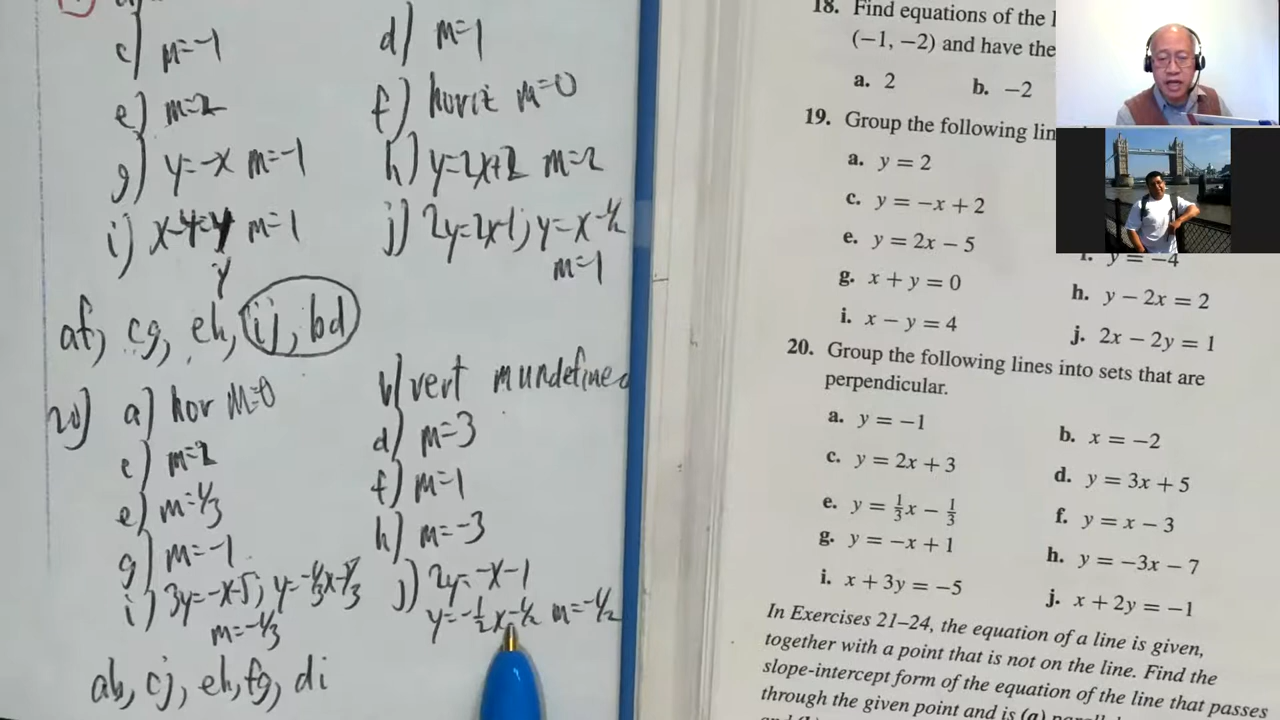 c) m=-1
d) m=1
e) m=2
f) horiz m=0
g) y=-x m=-1
h) y=2x+2 m=2
i) x-4=y m=1
y
j) 2y=2x-1; y=x-1/2
m=1
af, cg, eh, ij, bd
20) a) hor m=0
b) vert m undefined
c) m=2
d) m=3
e) m=1/3
f) m=1
g) m=-1
h) m=-3
i) 3y=-x-5; y=-1/3x-5/3
m=-1/3
j) 2y=-x-1
y=-1/2x-1/2 m=-1/2
ab, cj, eh, fg, di
18. Find equations of the
(−1, −2) and have the
a. 2 b. −2
19. Group the following
a. y = 2
c. y = −x + 2
e. y = 2x − 5
f. y = −4
g. x + y = 0
h. y − 2x = 2
i. x − y = 4
j. 2x − 2y = 1
20. Group the following lines into sets that are
perpendicular.
a. y = −1
b. x = −2
c. y = 2x + 3
d. y = 3x + 5
e. y = 1/3x − 1/3
f. y = x − 3
g. y = −x + 1
h. y = −3x − 7
i. x + 3y = −5
j. x + 2y = −1
In Exercises 21–24, the equation of a line is given,
together with a point that is not on the line. Find the
slope-intercept form of the equation of the line that passes
through the given point and is (a)